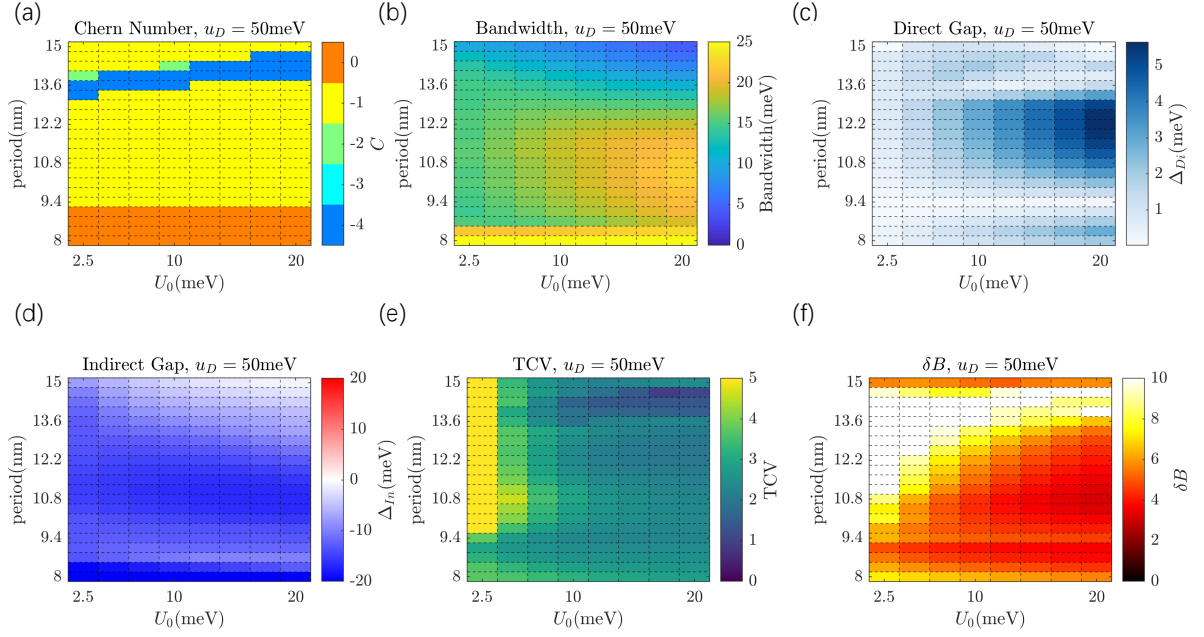 (a)
Chern Number, u_D = 50meV
15
13.6
12.2
10.8
9.4
8
period(nm)
2.5
10
20
U_0(meV)
0
-1
-2
-3
-4
C
(b)
Bandwidth, u_D = 50meV
15
13.6
12.2
10.8
9.4
8
period(nm)
2.5
10
20
U_0(meV)
25
20
15
10
5
0
Bandwidth(meV)
(c)
Direct Gap, u_D = 50meV
15
13.6
12.2
10.8
9.4
8
period(nm)
2.5
10
20
U_0(meV)
5
4
3
2
1
Δ_{Di}(meV)
(d)
Indirect Gap, u_D = 50meV
15
13.6
12.2
10.8
9.4
8
period(nm)
2.5
10
20
U_0(meV)
20
10
0
-10
-20
Δ_{In}(meV)
(e)
TCV, u_D = 50meV
15
13.6
12.2
10.8
9.4
8
period(nm)
2.5
10
20
U_0(meV)
5
4
3
2
1
0
TCV
(f)
δB, u_D = 50meV
15
13.6
12.2
10.8
9.4
8
period(nm)
2.5
10
20
U_0(meV)
10
8
6
4
2
0
δB